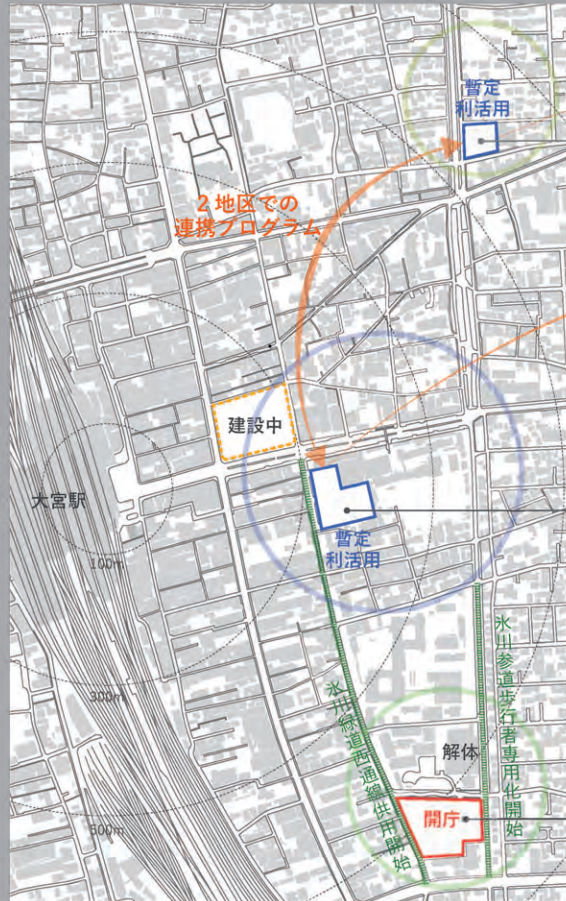 暫定
利活用
2 地区での
連携プログラム
建設中
大宮駅
暫定
利活用
100m
300m
500m
氷川緑道西通線供用開始
氷川参道歩行者専用化開始
解体
開庁